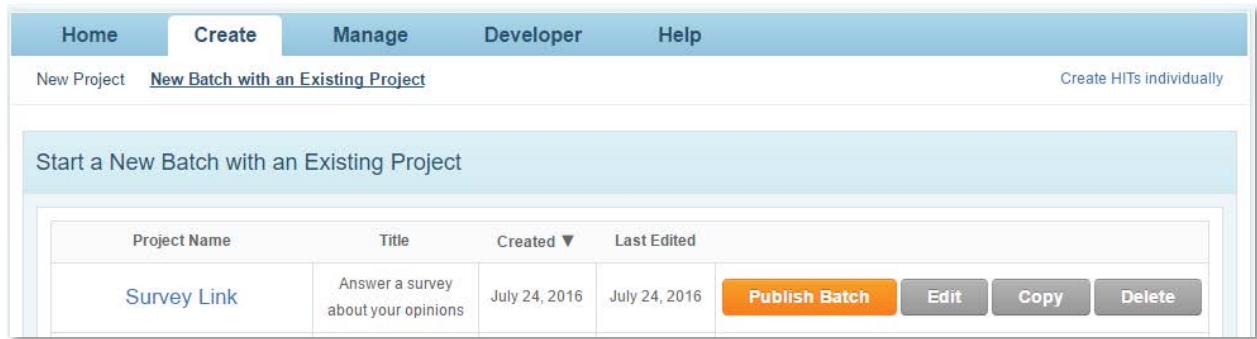 Home Create Manage Developer Help
New Project New Batch with an Existing Project Create HITs individually
Start a New Batch with an Existing Project
Project Name Title Created ▼ Last Edited
Survey Link Answer a survey about your opinions July 24, 2016 July 24, 2016 Publish Batch Edit Copy Delete